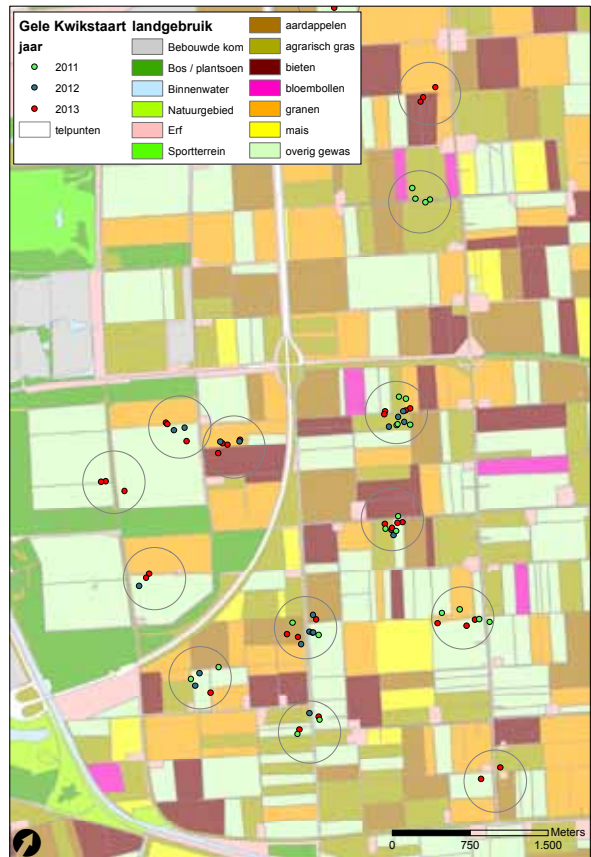 Gele Kwikstaart
jaar
2011
2012
2013
telpunten
landgebruik
Bebouwde kom
Bos / plantsoen
Binnenwater
Natuurgebied
Erf
Sportterrein
aardappelen
agrarisch gras
bieten
bloembollen
granen
mais
overig gewas
Meters
0 750 1.500